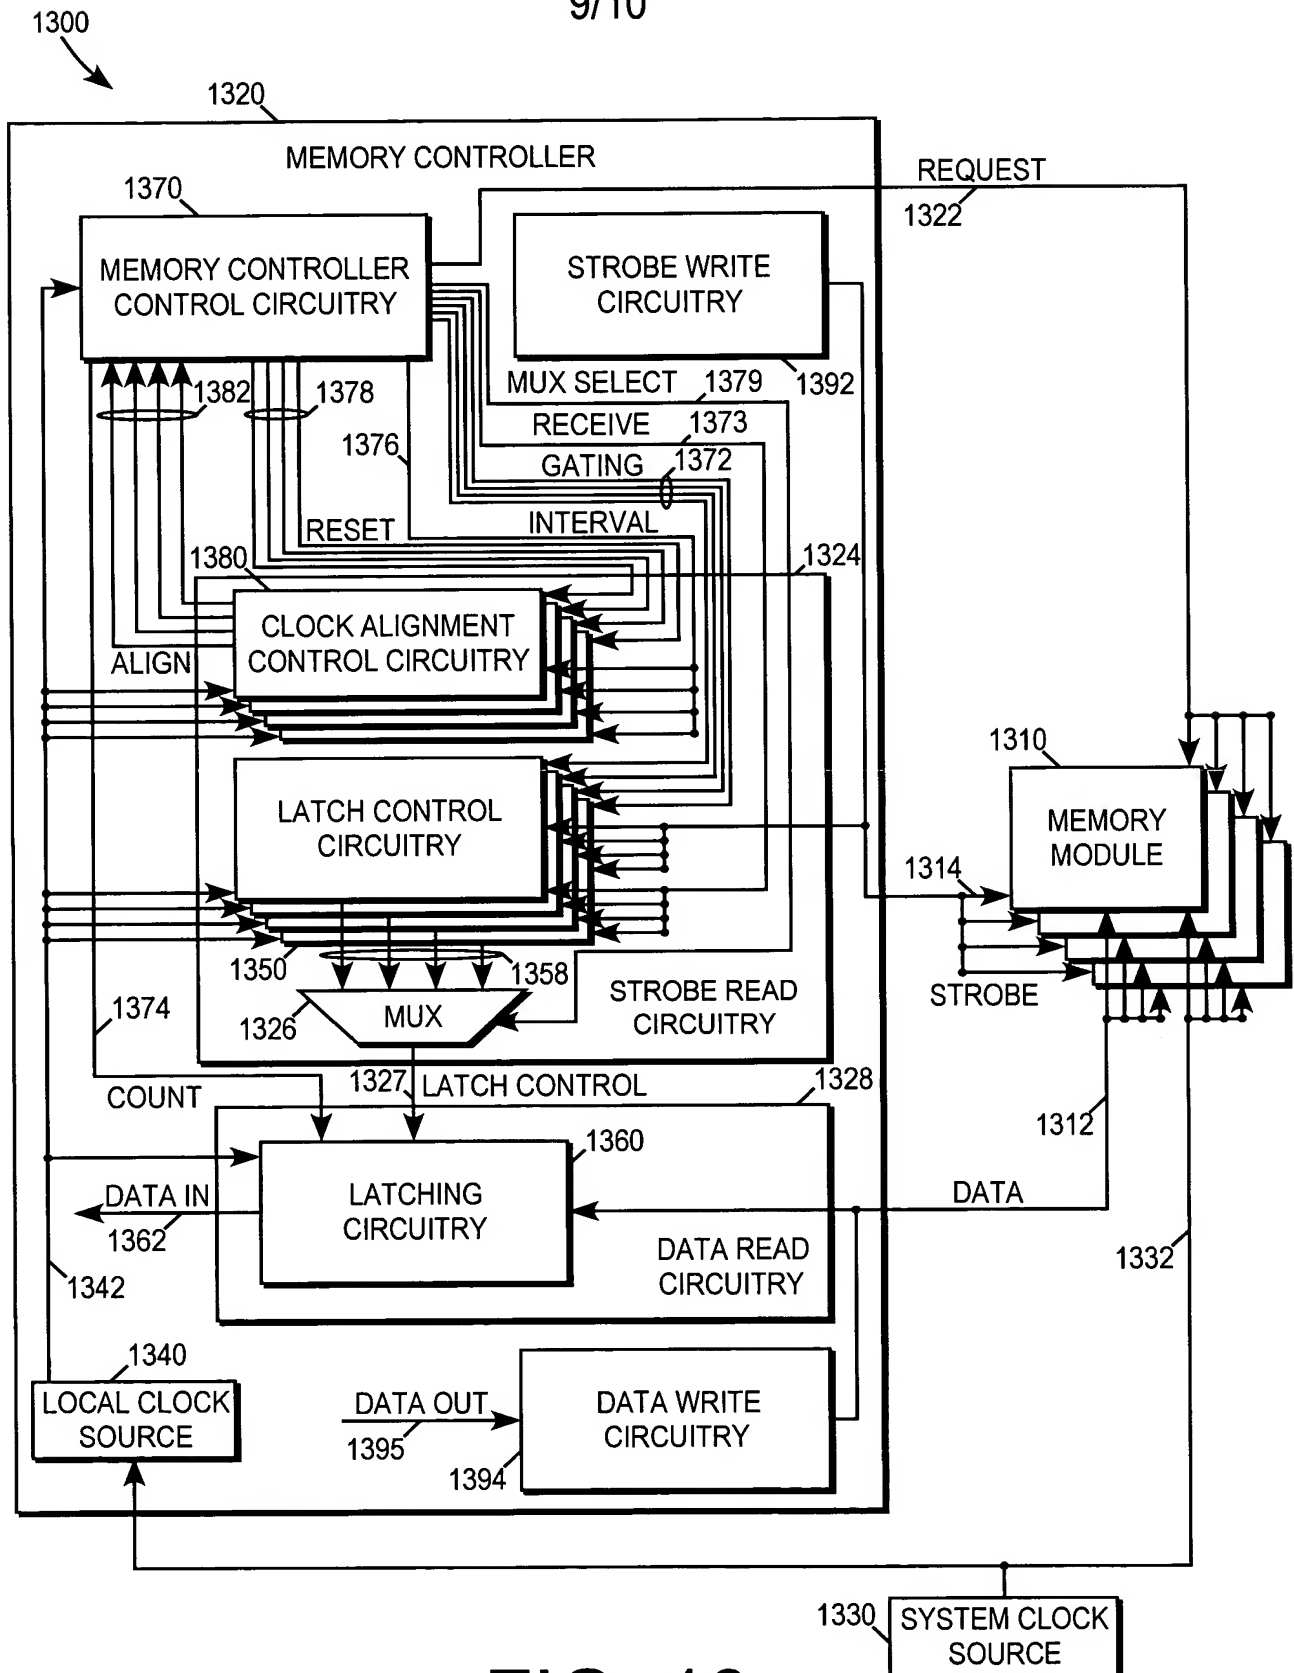 9/10
1300
1320
MEMORY CONTROLLER
REQUEST
1322
1370
MEMORY CONTROLLER
CONTROL CIRCUITRY
STROBE WRITE
CIRCUITRY
1392
MUX SELECT
1379
1382
1378
RECEIVE
1373
1376
GATING
1372
RESET
INTERVAL
1380
1324
CLOCK ALIGNMENT
CONTROL CIRCUITRY
ALIGN
1310
LATCH CONTROL
CIRCUITRY
MEMORY
MODULE
1314
1350
1358
STROBE
1374
1326
MUX
STROBE READ
CIRCUITRY
COUNT
1327
LATCH CONTROL
1328
1312
1360
DATA IN
1362
LATCHING
CIRCUITRY
DATA
DATA READ
CIRCUITRY
1332
1342
1340
LOCAL CLOCK
SOURCE
DATA OUT
1395
DATA WRITE
CIRCUITRY
1394
1330
SYSTEM CLOCK
SOURCE